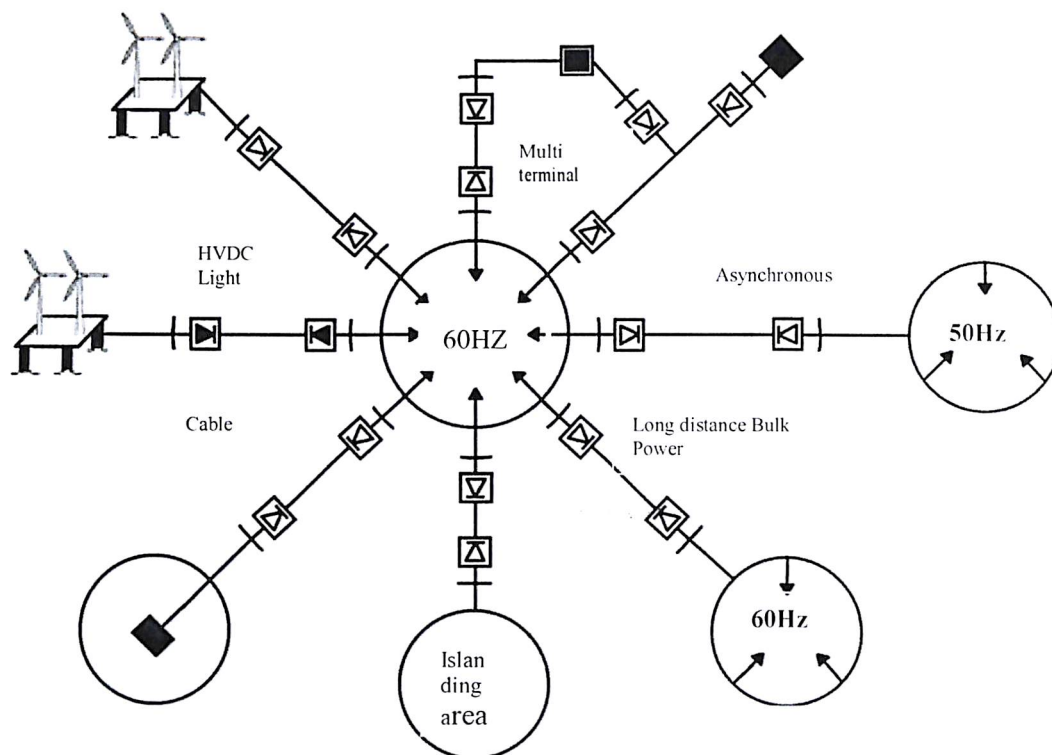 Multi
terminal
HVDC
Light
Asynchronous
60HZ
50Hz
Cable
Long distance Bulk
Power
60Hz
Islan
ding
area